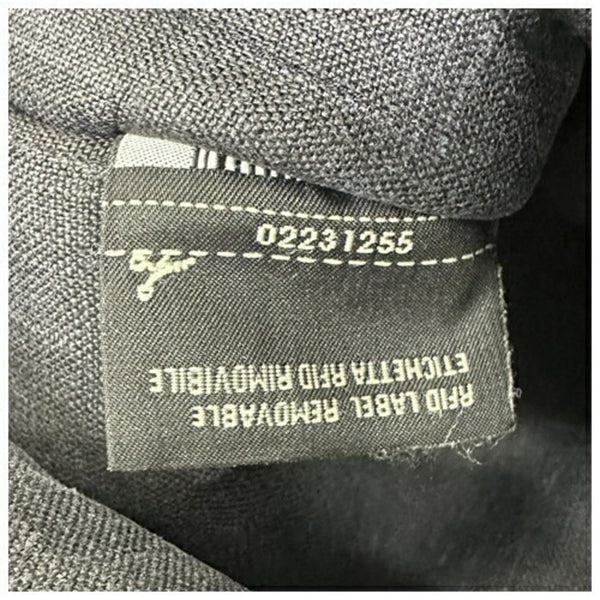 02231255
RFID LABEL REMOVABLE
ETICHETTA RFID RIMOVIBILE